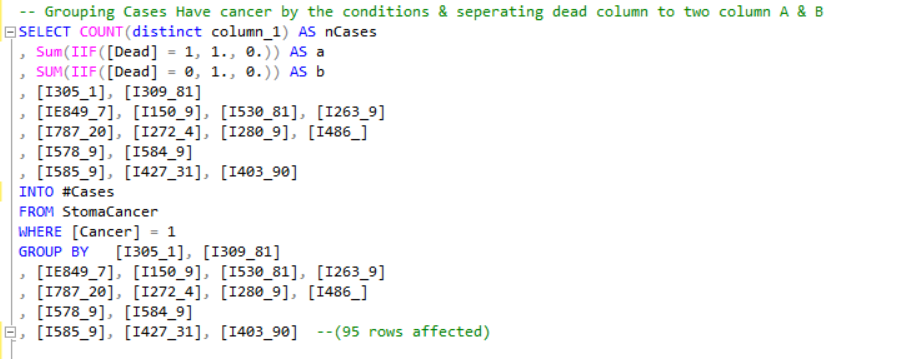 -- Grouping Cases Have cancer by the conditions & seperating dead column to two column A & B
SELECT COUNT(distinct column_1) AS nCases
, Sum(IIF([Dead] = 1, 1., 0.)) AS a
, SUM(IIF([Dead] = 0, 1., 0.)) AS b
, [I305_1], [I309_81]
, [IE849_7], [I150_9], [I530_81], [I263_9]
, [I787_20], [I272_4], [I280_9], [I486_]
, [I578_9], [I584_9]
, [I585_9], [I427_31], [I403_90]
INTO #Cases
FROM StomaCancer
WHERE [Cancer] = 1
GROUP BY   [I305_1], [I309_81]
, [IE849_7], [I150_9], [I530_81], [I263_9]
, [I787_20], [I272_4], [I280_9], [I486_]
, [I578_9], [I584_9]
, [I585_9], [I427_31], [I403_90]  --(95 rows affected)